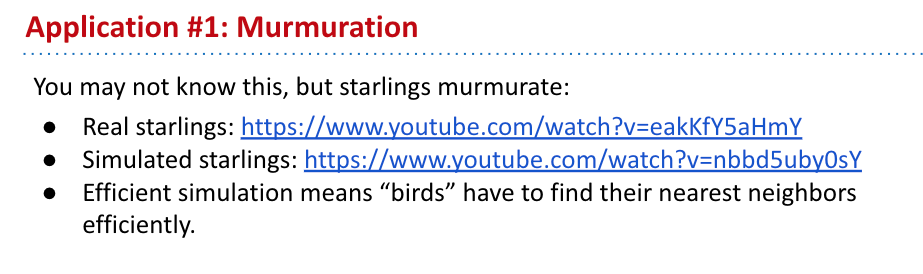 Application #1: Murmuration
You may not know this, but starlings murmurate:
● Real starlings: https://www.youtube.com/watch?v=eakKfY5aHmY
● Simulated starlings: https://www.youtube.com/watch?v=nbbd5uby0sY
● Efficient simulation means “birds” have to find their nearest neighbors
efficiently.